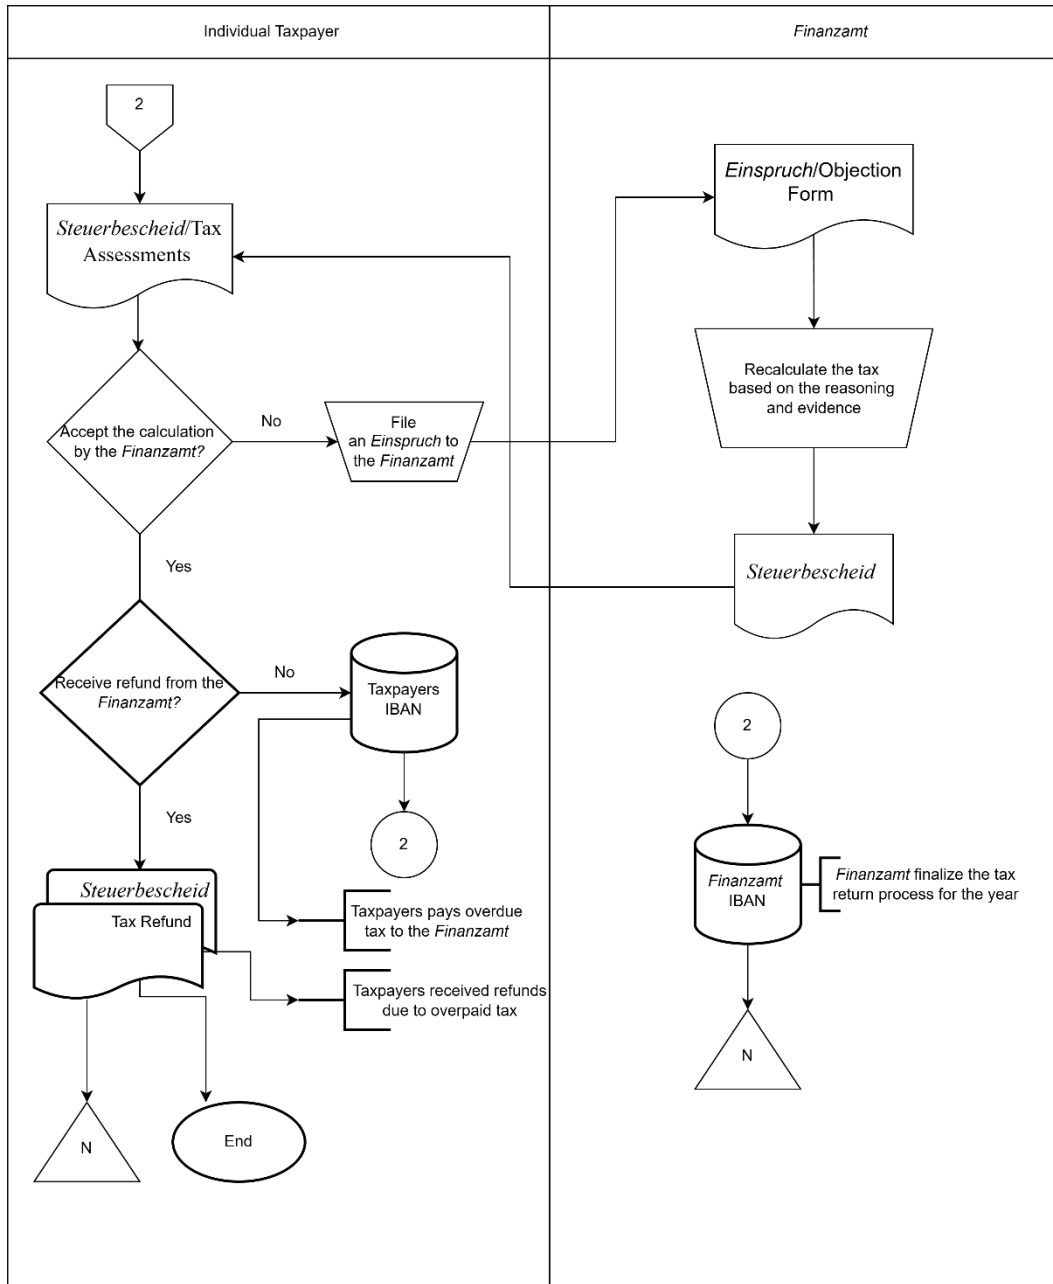 Individual Taxpayer
Finanzamt
2
Steuerbescheid/Tax
Assessments
Accept the calculation
by the Finanzamt?
No
File
an Einspruch to
the Finanzamt
Yes
Receive refund from the
Finanzamt?
No
Taxpayers
IBAN
2
Yes
Steuerbescheid
Tax Refund
Taxpayers pays overdue
tax to the Finanzamt
Taxpayers received refunds
due to overpaid tax
N
End
Einspruch/Objection
Form
Recalculate the tax
based on the reasoning
and evidence
Steuerbescheid
2
Finanzamt
IBAN
Finanzamt finalize the tax
return process for the year
N